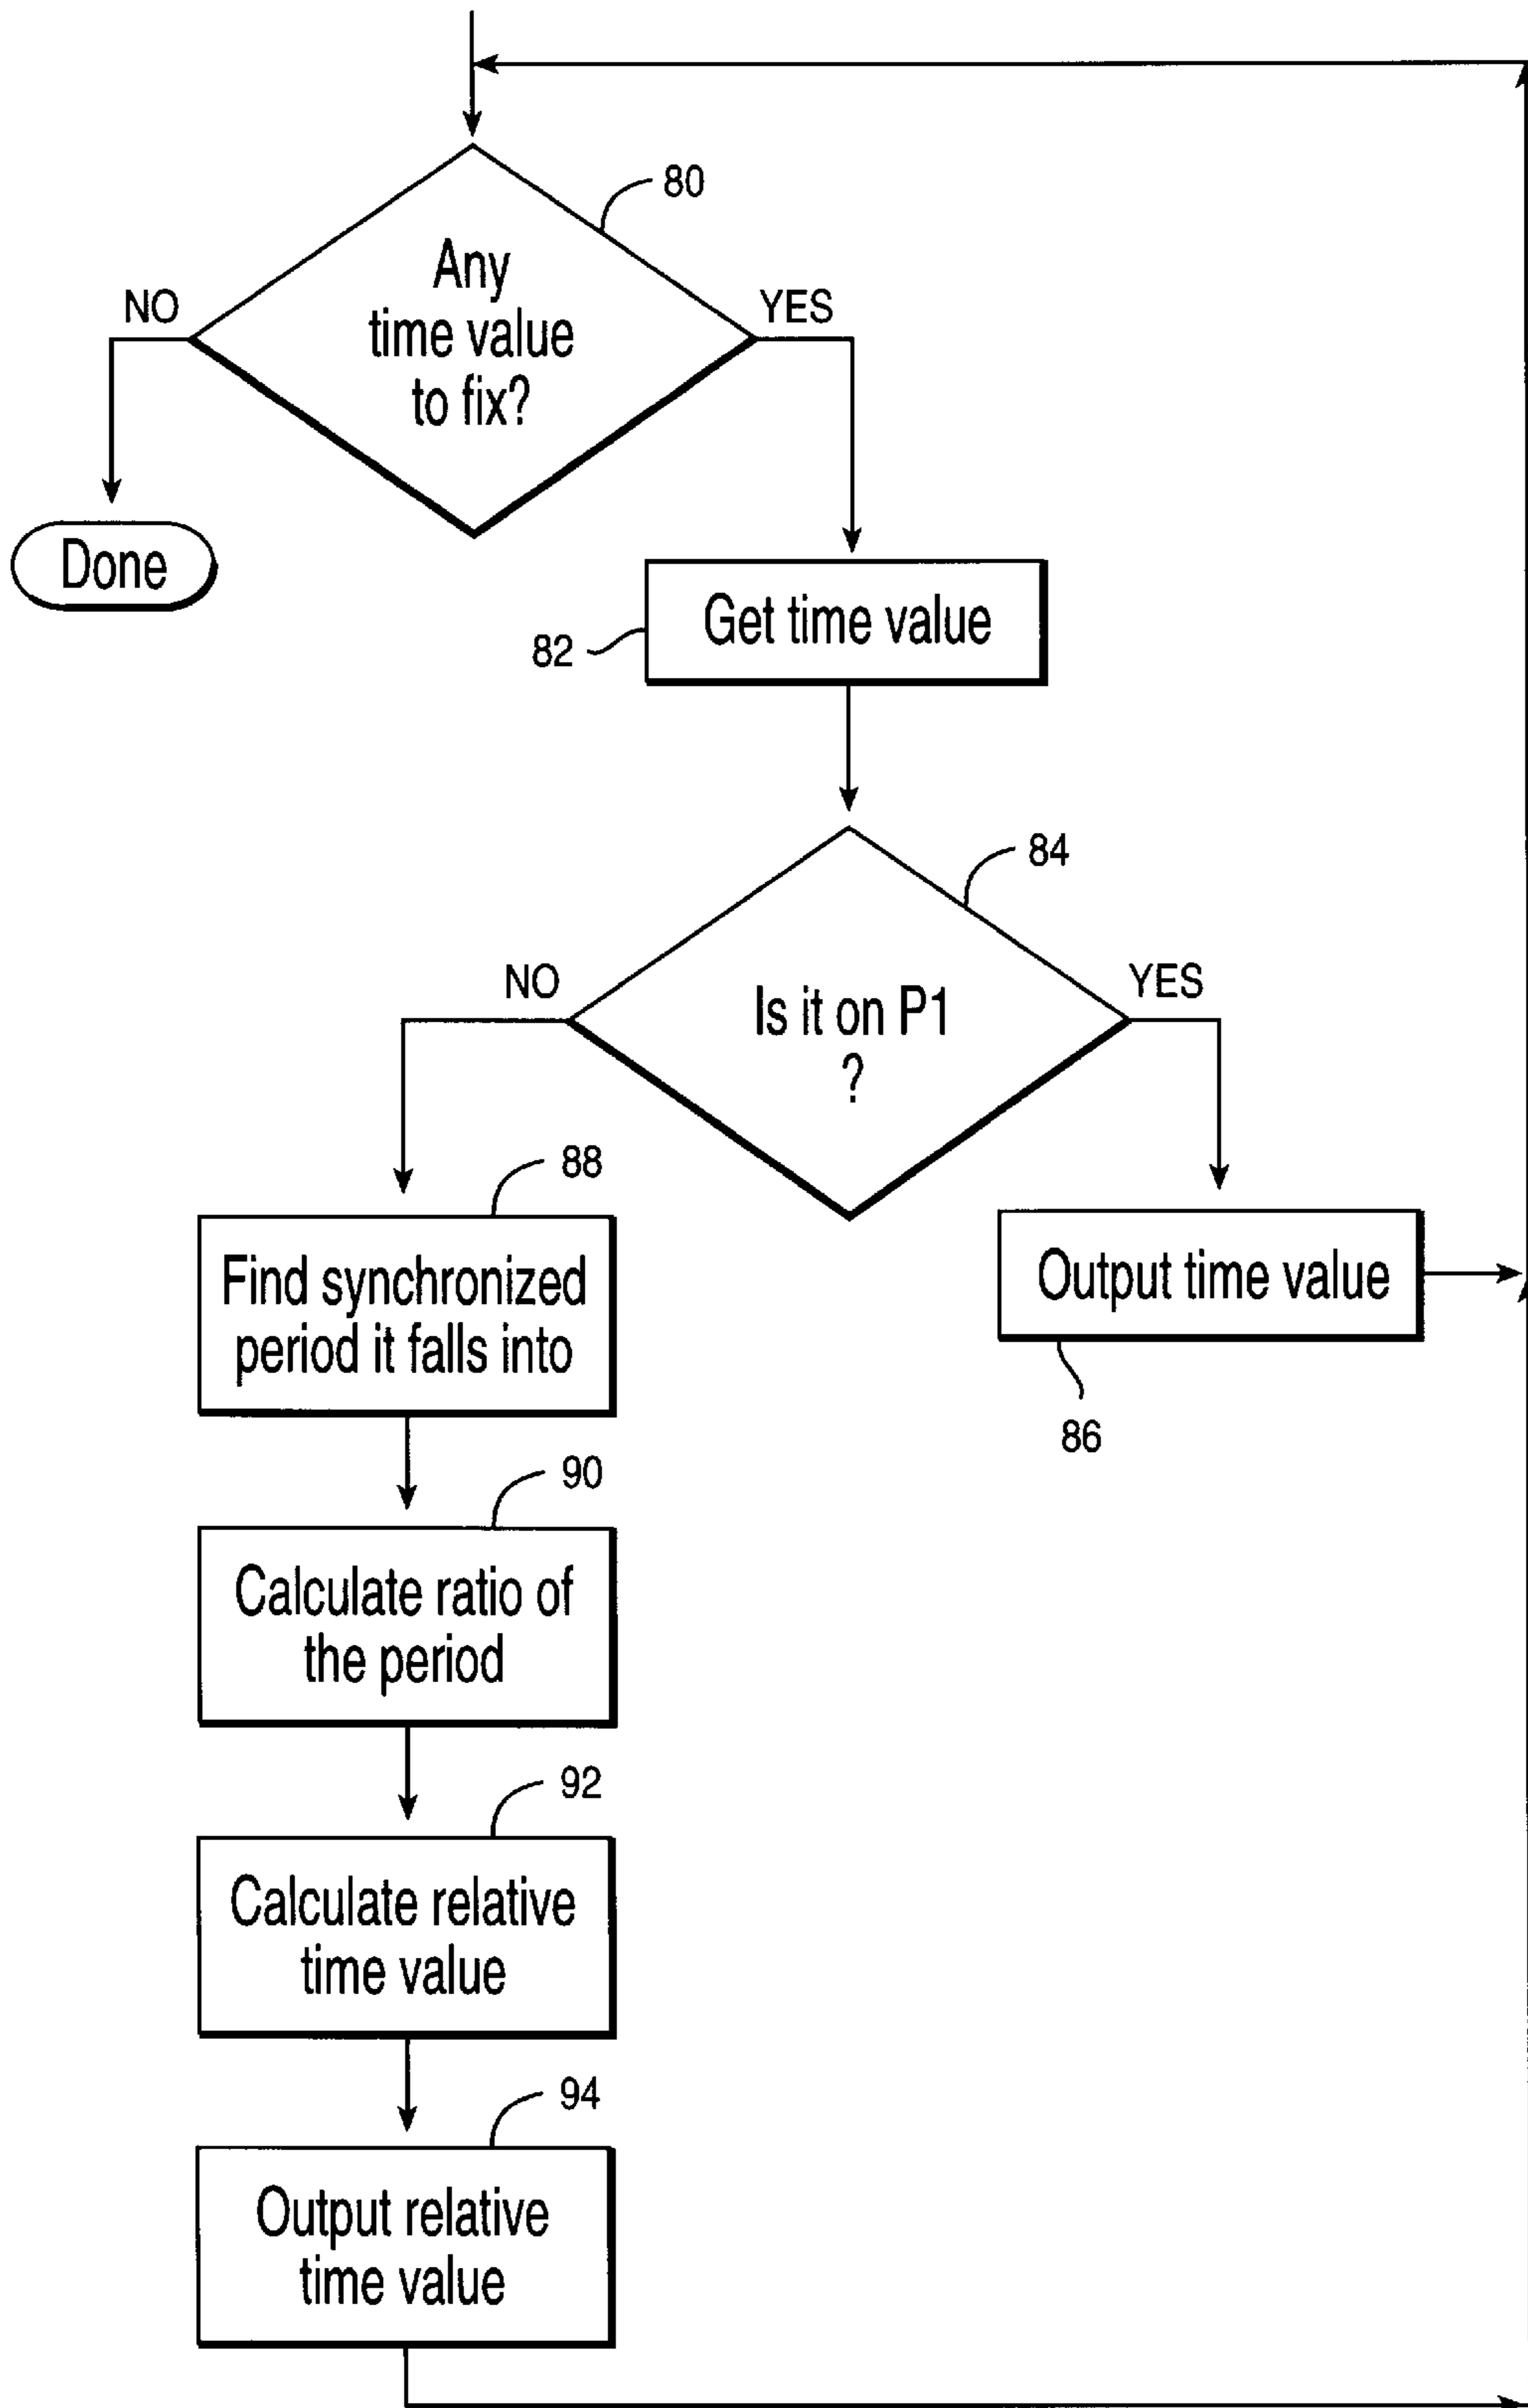 80
Any
time value
to fix?
NO
YES
Done
Get time value
82
84
NO
YES
Is it on P1
?
88
Find synchronized
period it falls into
Output time value
86
90
Calculate ratio of
the period
92
Calculate relative
time value
94
Output relative
time value